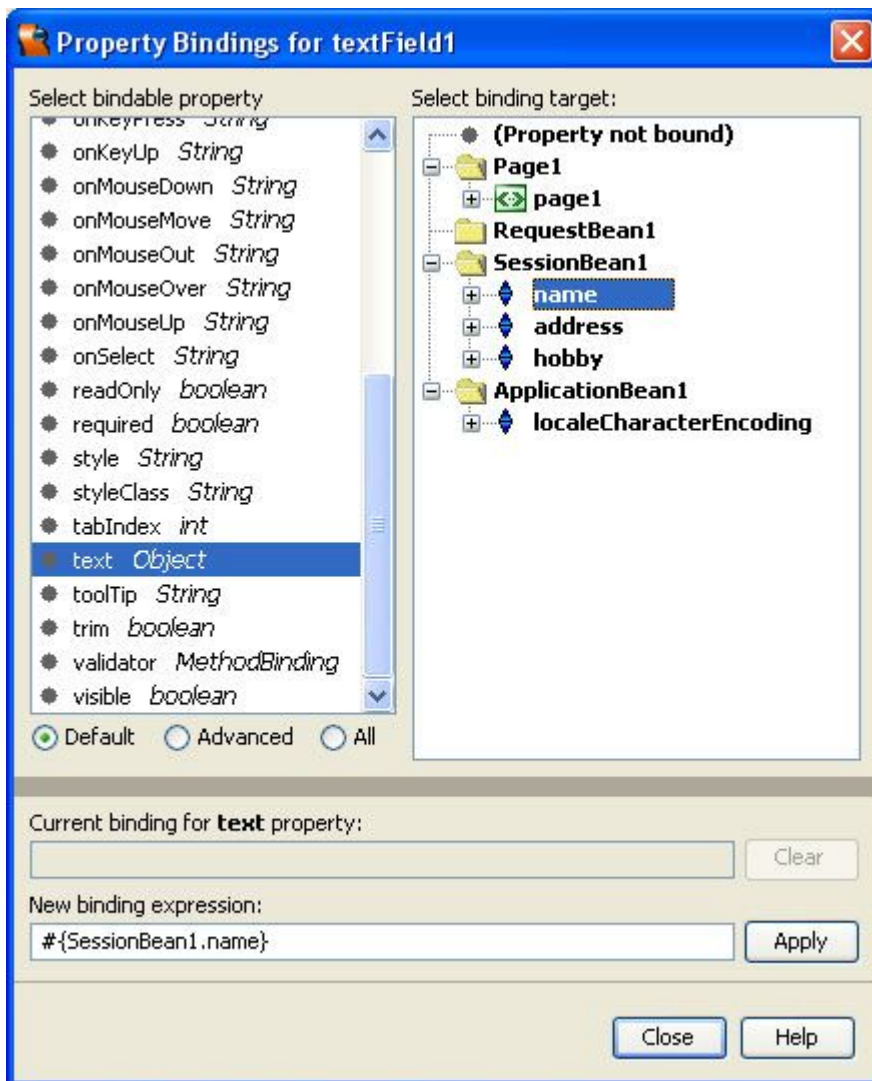 Property Bindings for textField1
Select bindable property
onKeyPress String
onKeyUp String
onMouseDown String
onMouseMove String
onMouseOut String
onMouseOver String
onMouseUp String
onSelect String
readOnly boolean
required boolean
style String
styleClass String
tabIndex int
text Object
toolTip String
trim boolean
validator MethodBinding
visible boolean
Default Advanced All
Select binding target:
(Property not bound)
Page1
page1
RequestBean1
SessionBean1
name
address
hobby
ApplicationBean1
localeCharacterEncoding
Current binding for text property:
Clear
New binding expression:
#{SessionBean1.name} Apply
Close Help